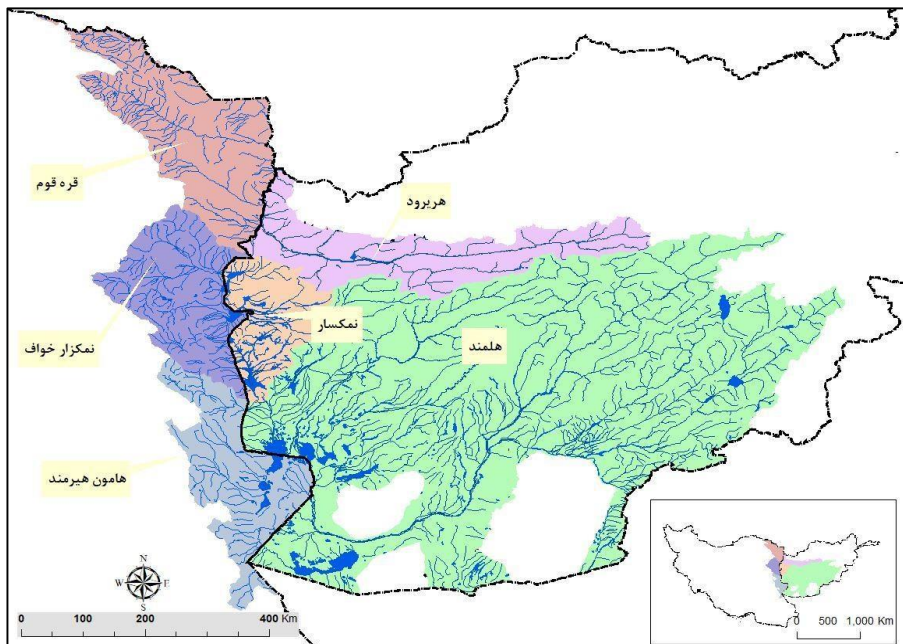 قره قوم
هریرود
نمکسار
نمکزار خواف
هلمند
هامون هیرمند
N
W E
S
0 100 200 400 Km
0 500 1,000 Km